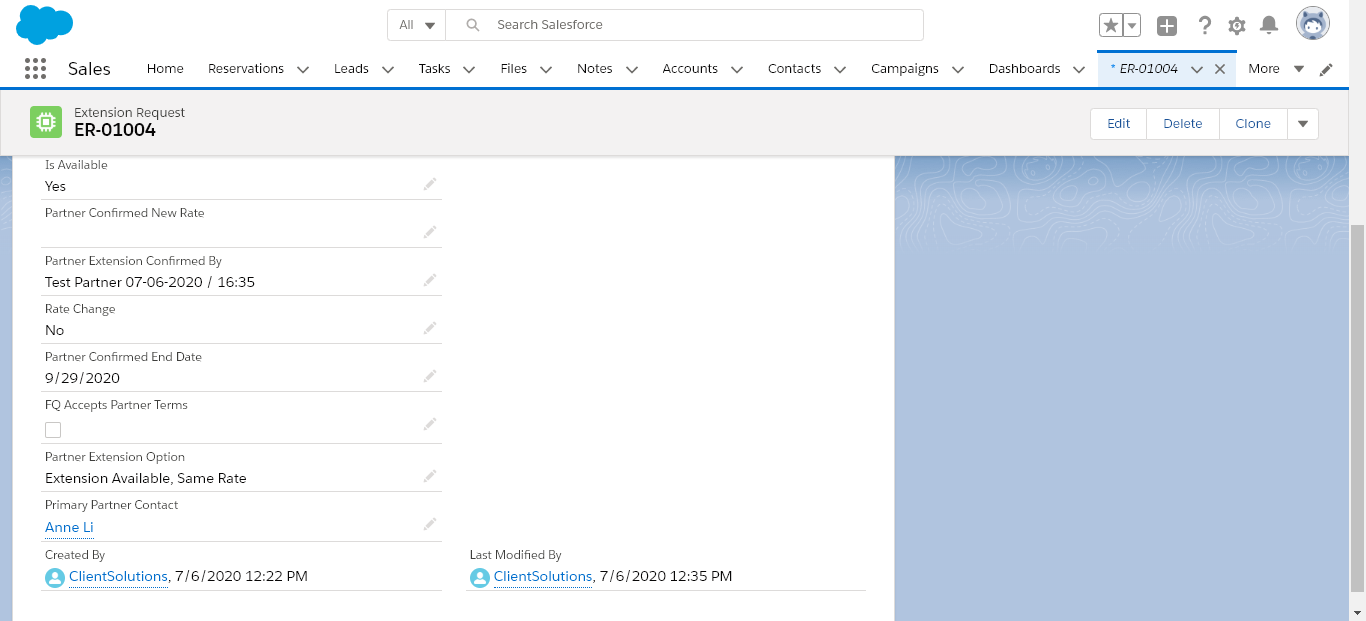 All
Search Salesforce
Sales
Home
Reservations
Leads
Tasks
Files
Notes
Accounts
Contacts
Campaigns
Dashboards
* ER-01004
More
Extension Request
ER-01004
Edit
Delete
Clone
Is Available
Yes
Partner Confirmed New Rate
Partner Extension Confirmed By
Test Partner 07-06-2020 / 16:35
Rate Change
No
Partner Confirmed End Date
9/29/2020
FQ Accepts Partner Terms
Partner Extension Option
Extension Available, Same Rate
Primary Partner Contact
Anne Li
Created By
ClientSolutions, 7/6/2020 12:22 PM
Last Modified By
ClientSolutions, 7/6/2020 12:35 PM